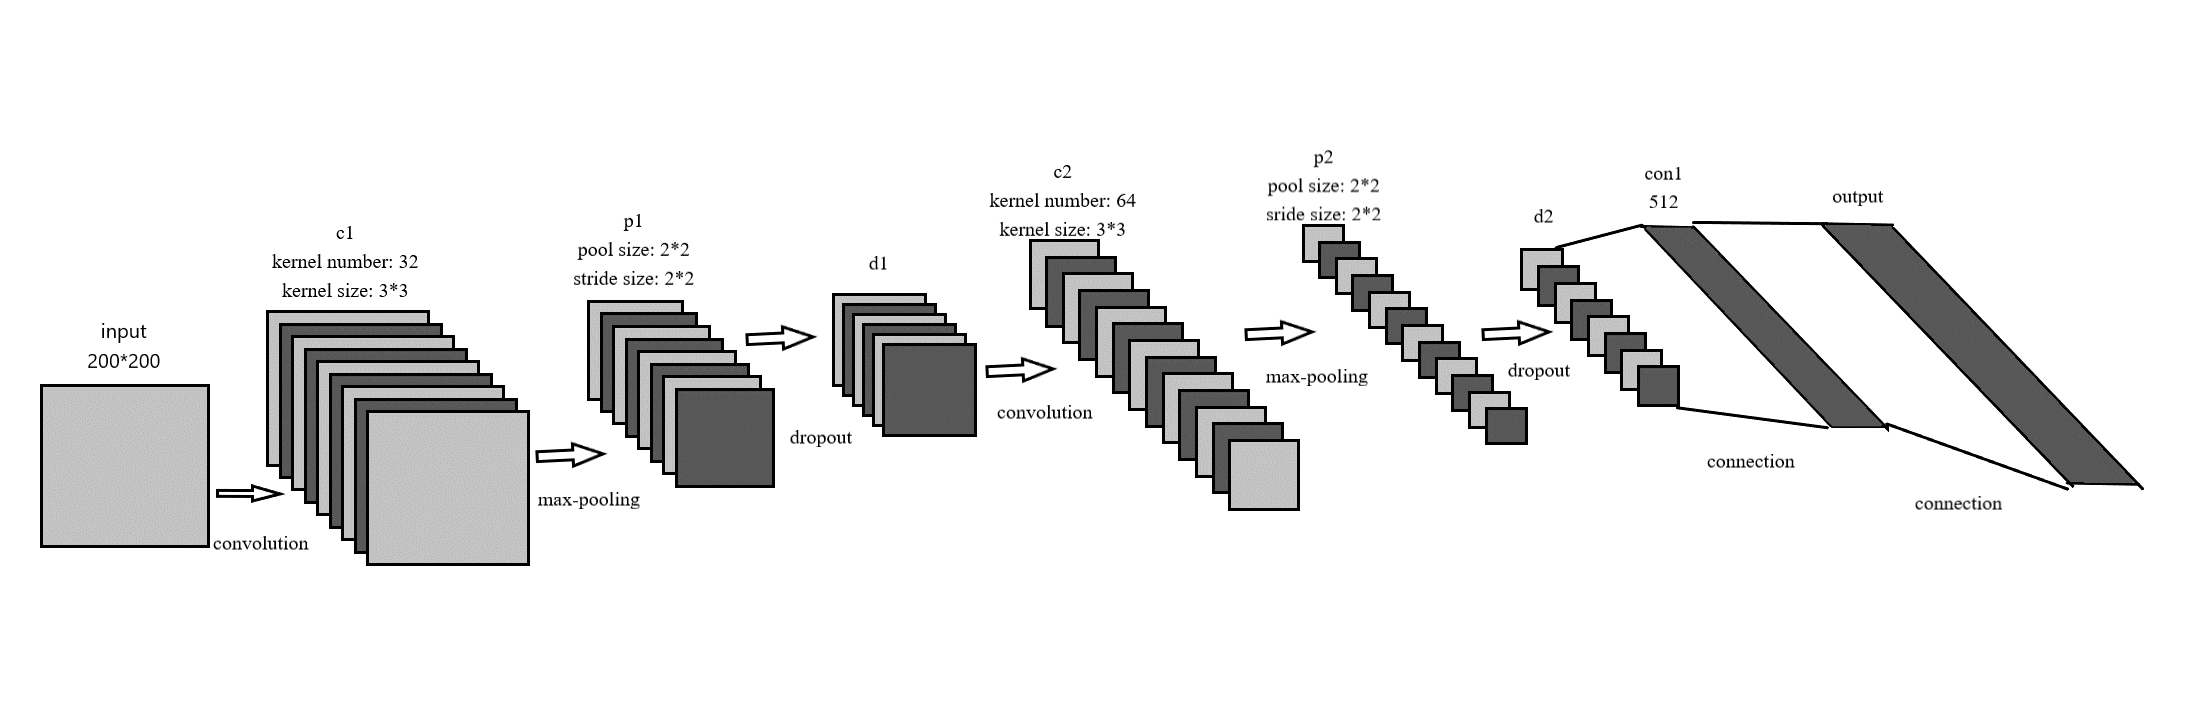 input
200*200
convolution
c1
kernel number: 32
kernel size: 3*3
max-pooling
p1
pool size: 2*2
stride size: 2*2
dropout
d1
convolution
c2
kernel number: 64
kernel size: 3*3
max-pooling
p2
pool size: 2*2
sride size: 2*2
dropout
d2
con1
512
connection
output
connection